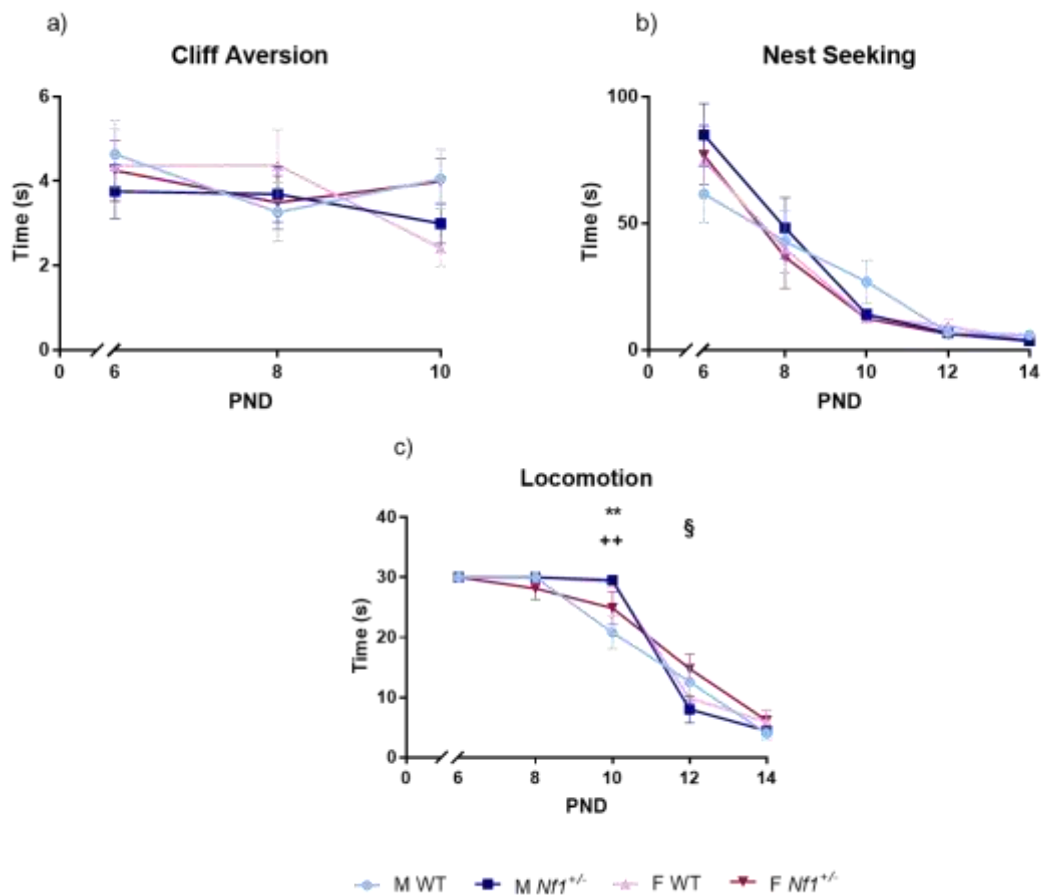 a)
Cliff Aversion
6
4
2
0
Time (s)
0 6 8 10
PND
b)
Nest Seeking
100
50
0
Time (s)
0 6 8 10 12 14
PND
c)
Locomotion
** §
++
40
30
20
10
0
Time (s)
0 6 8 10 12 14
PND
M WT M Nf1+/- F WT F Nf1+/-